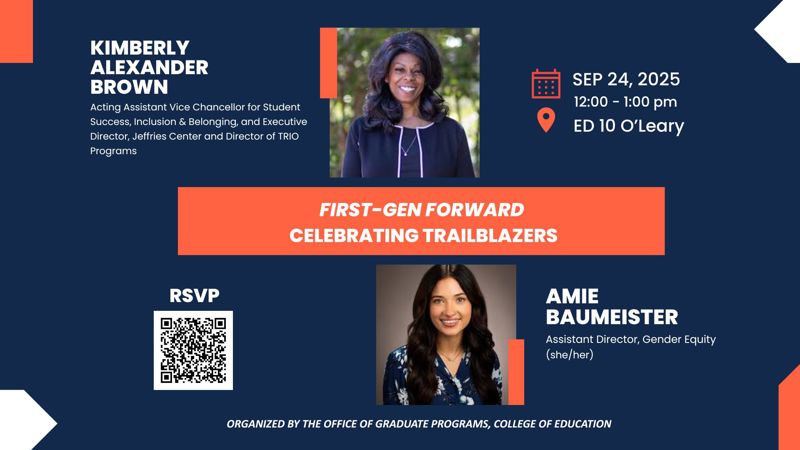 KIMBERLY
ALEXANDER
BROWN
Acting Assistant Vice Chancellor for Student
Success, Inclusion & Belonging, and Executive
Director, Jeffries Center and Director of TRIO
Programs
SEP 24, 2025
12:00 - 1:00 pm
ED 10 O’Leary
FIRST-GEN FORWARD
CELEBRATING TRAILBLAZERS
RSVP
AMIE
BAUMEISTER
Assistant Director, Gender Equity
(she/her)
ORGANIZED BY THE OFFICE OF GRADUATE PROGRAMS, COLLEGE OF EDUCATION